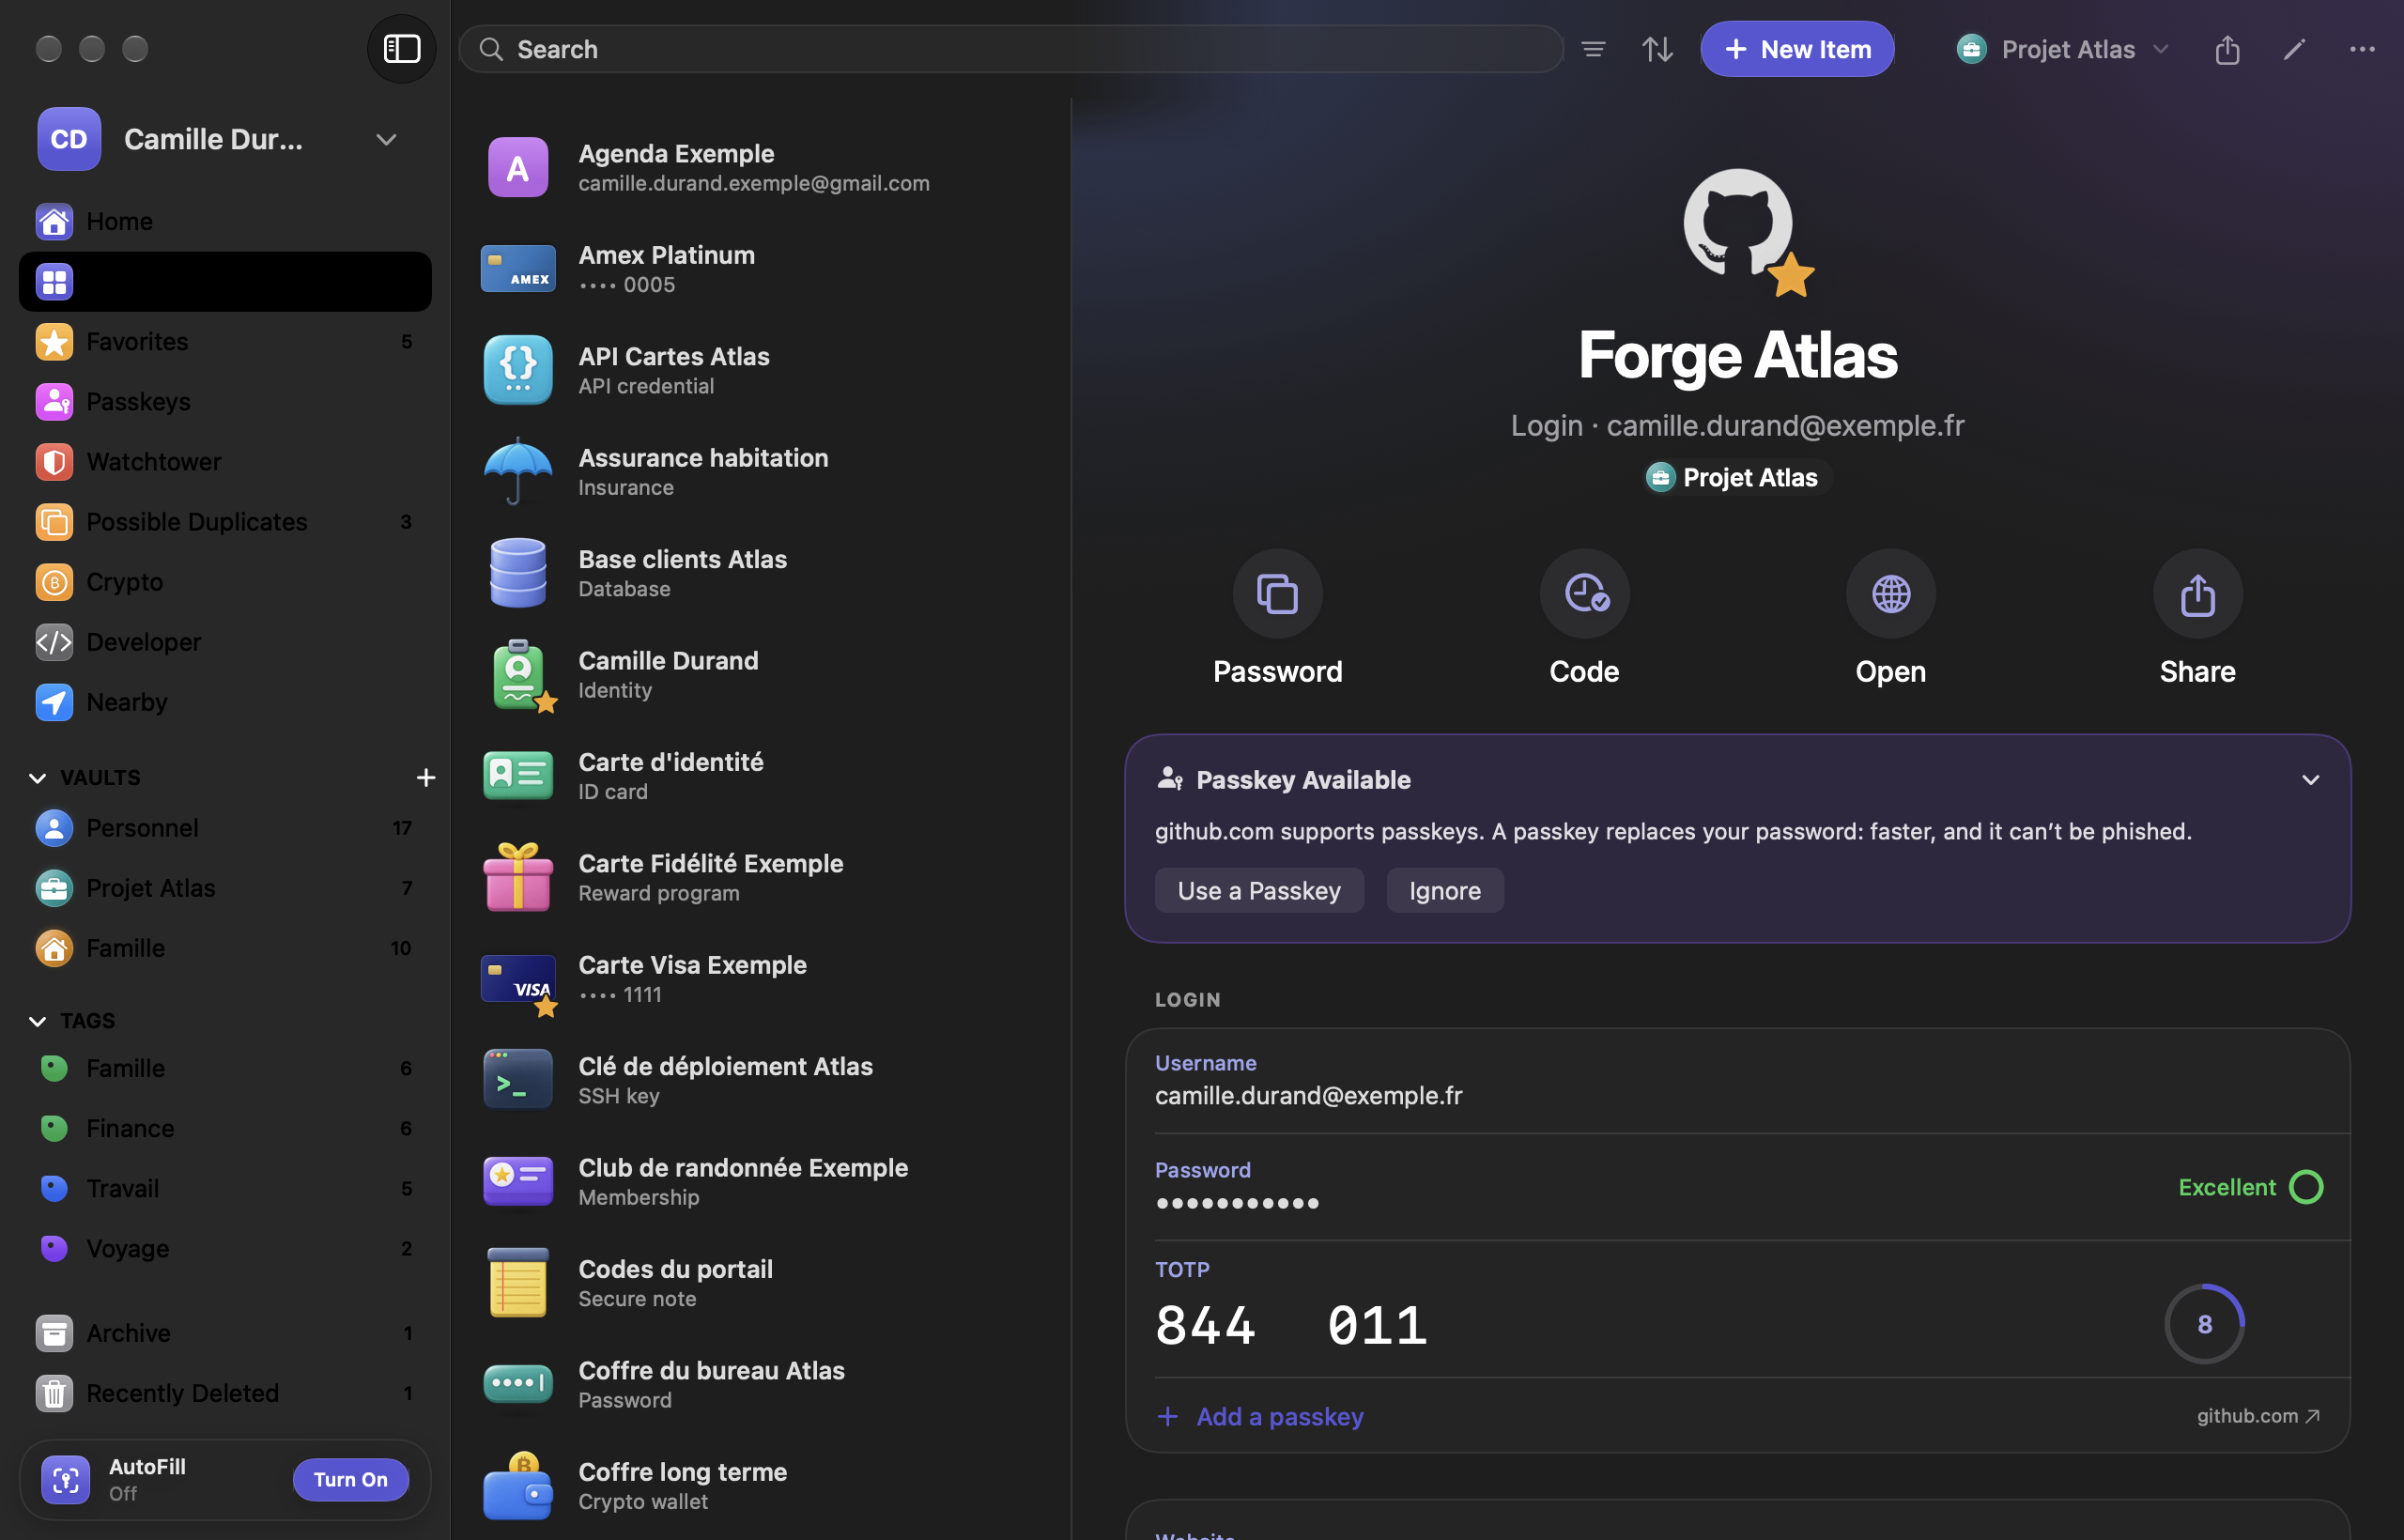 Search
New Item
Projet Atlas
CD
Camille Dur...
Home
Favorites 5
Passkeys
Watchtower
Possible Duplicates 3
Crypto
Developer
Nearby
VAULTS
Personnel 17
Projet Atlas 7
Famille 10
TAGS
Famille 6
Finance 6
Travail 5
Voyage 2
Archive 1
Recently Deleted 1
AutoFill
Off
Turn On
A
Agenda Exemple
camille.durand.exemple@gmail.com
AMEX
Amex Platinum
•••• 0005
API Cartes Atlas
API credential
Assurance habitation
Insurance
Base clients Atlas
Database
Camille Durand
Identity
Carte d'identité
ID card
Carte Fidélité Exemple
Reward program
VISA
Carte Visa Exemple
•••• 1111
Clé de déploiement Atlas
SSH key
Club de randonnée Exemple
Membership
Codes du portail
Secure note
Coffre du bureau Atlas
Password
Coffre long terme
Crypto wallet
Forge Atlas
Login · camille.durand@exemple.fr
Projet Atlas
Password
Code
Open
Share
Passkey Available
github.com supports passkeys. A passkey replaces your password: faster, and it can’t be phished.
Use a Passkey
Ignore
LOGIN
Username
camille.durand@exemple.fr
Password
•••••••••••
Excellent
TOTP
844 011
8
Add a passkey
github.com
Website